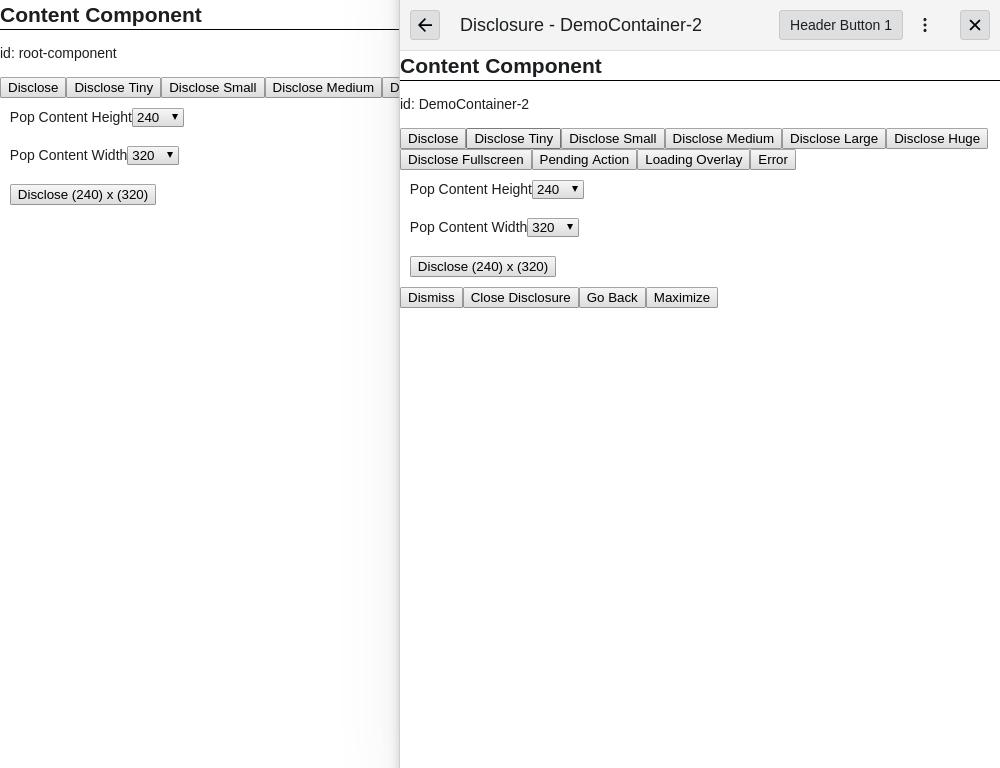 Content Component
id: root-component
Disclose Disclose Tiny Disclose Small Disclose Medium D
Pop Content Height 240
Pop Content Width 320
Disclose (240) x (320)
Disclosure - DemoContainer-2 Header Button 1
Content Component
id: DemoContainer-2
Disclose Disclose Tiny Disclose Small Disclose Medium Disclose Large Disclose Huge
Disclose Fullscreen Pending Action Loading Overlay Error
Pop Content Height 240
Pop Content Width 320
Disclose (240) x (320)
Dismiss Close Disclosure Go Back Maximize